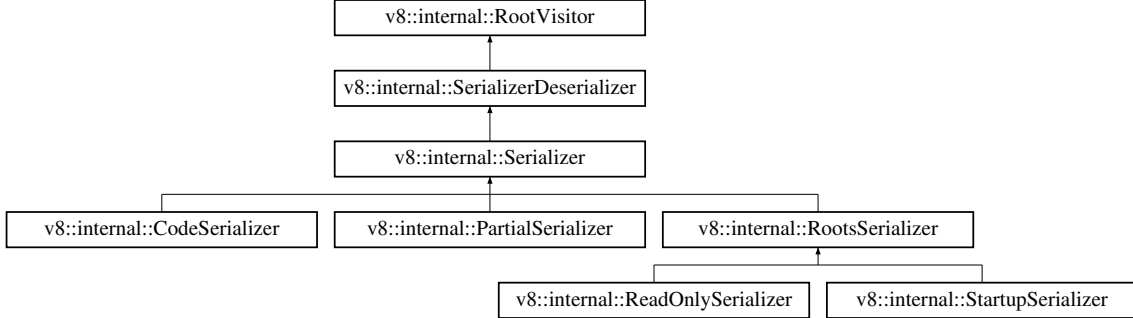 v8::internal::RootVisitor
v8::internal::SerializerDeserializer
v8::internal::Serializer
v8::internal::CodeSerializer
v8::internal::PartialSerializer
v8::internal::RootsSerializer
v8::internal::ReadOnlySerializer
v8::internal::StartupSerializer